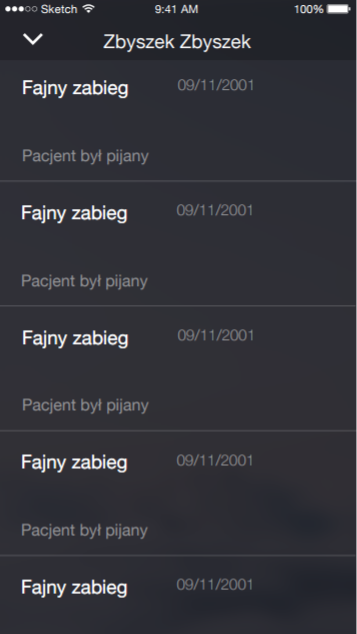 Sketch 9:41 AM 100%
Zbyszek Zbyszek
Fajny zabieg 09/11/2001
Pacjent był pijany
Fajny zabieg 09/11/2001
Pacjent był pijany
Fajny zabieg 09/11/2001
Pacjent był pijany
Fajny zabieg 09/11/2001
Pacjent był pijany
Fajny zabieg 09/11/2001